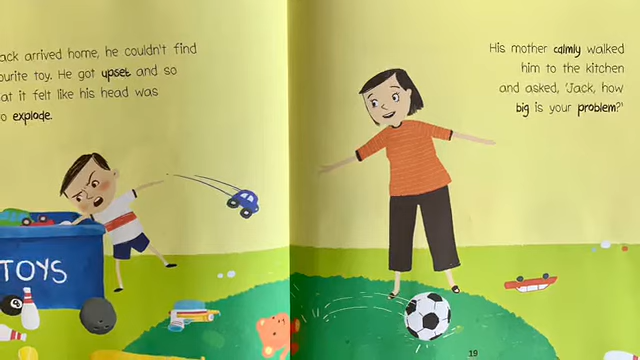 ack arrived home, he couldn't find
ourite toy. He got upset and so
at it felt like his head was
o explode.
TOYS
His mother calmly walked
him to the kitchen
and asked, 'Jack, how
big is your problem?'
19